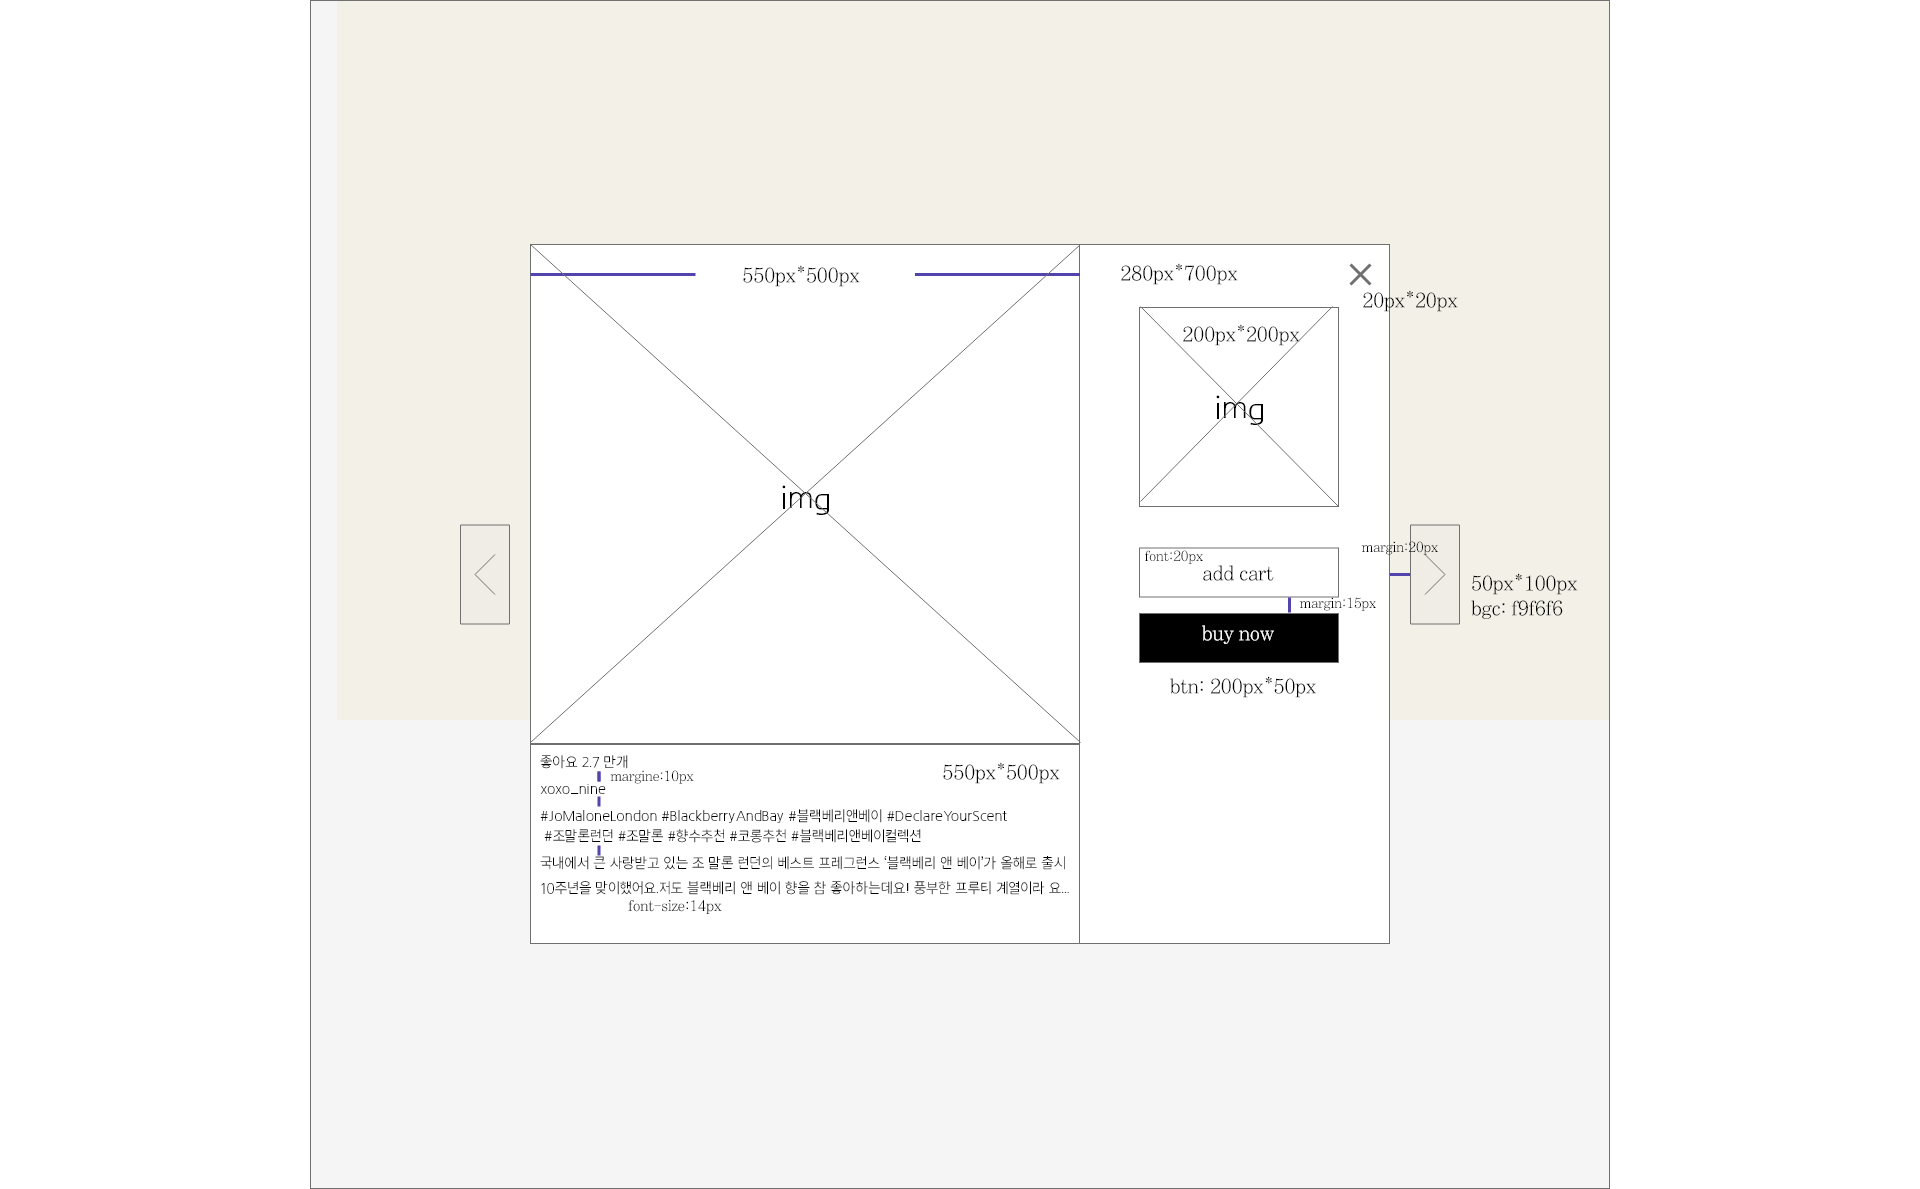 550px*500px
280px*700px
20px*20px
200px*200px
img
img
margin:20px
font:20px
add cart
50px*100px
bgc: f9f6f6
margin:15px
buy now
btn: 200px*50px
좋아요 2.7 만개
550px*500px
margine:10px
xoxo_nine
#JoMaloneLondon #BlackberryAndBay #블랙베리앤베이 #DeclareYourScent
#조말론런던 #조말론 #향수추천 #코롱추천 #블랙베리앤베이컬렉션
국내에서 큰 사랑받고 있는 조 말론 런던의 베스트 프레그런스 ‘블랙베리 앤 베이’가 올해로 출시
10주년을 맞이했어요.저도 블랙베리 앤 베이 향을 참 좋아하는데요! 풍부한 프루티 계열이라 요...
font-size:14px